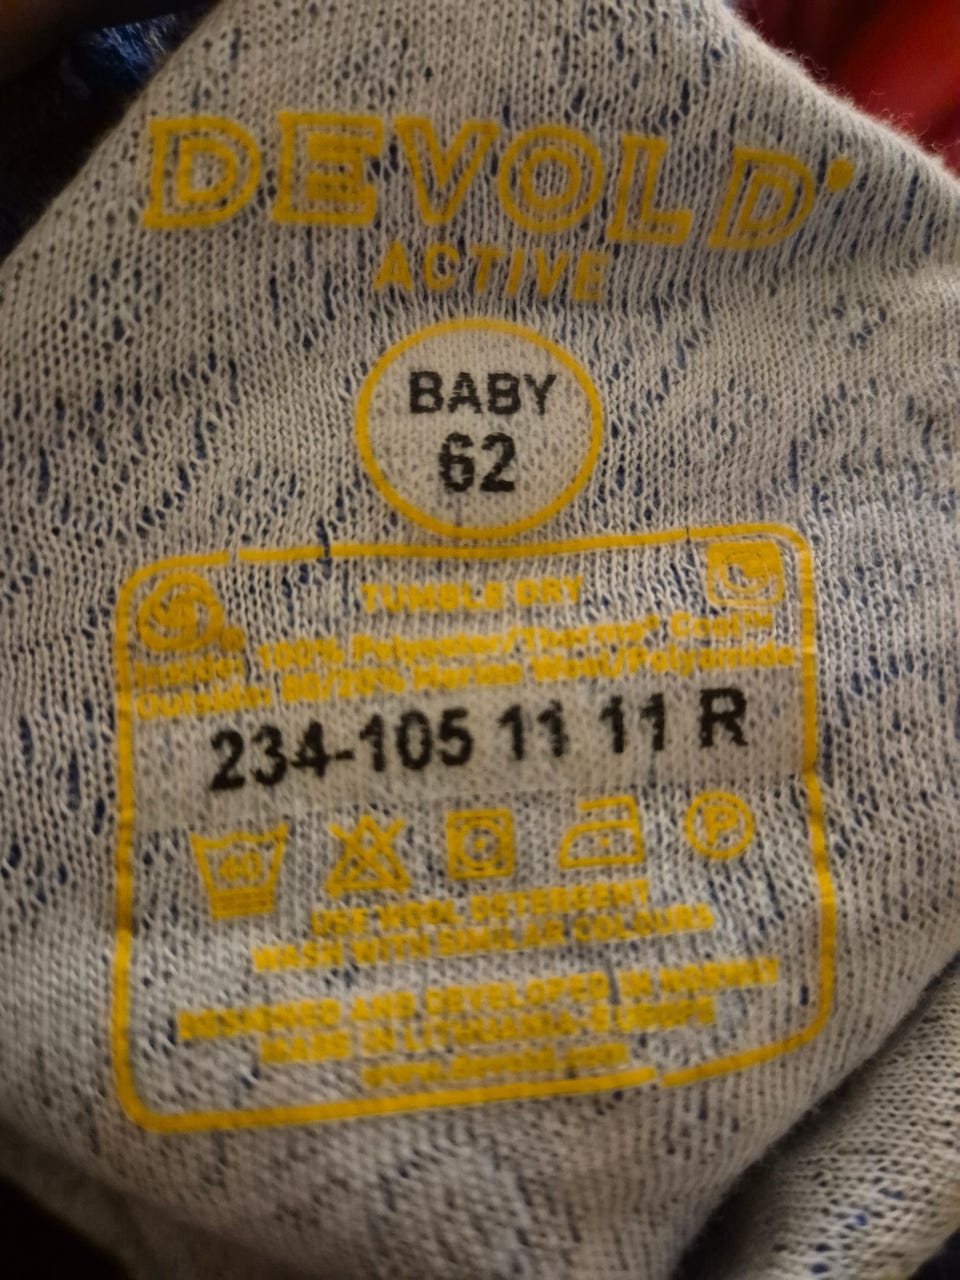 DEVOLD®
ACTIVE
BABY
62
TUMBLE DRY
Inside: 100% Polyester/Thermo° Cool™
Outside: 80/20% Merino Wool/Polyamide
234-105 11 11 R
40 P
USE WOOL DETERGENT
WASH WITH SIMILAR COLOURS
DESIGNED AND DEVELOPED IN NORWAY
MADE IN LITHUANIA-EUROPE
www.devold.com